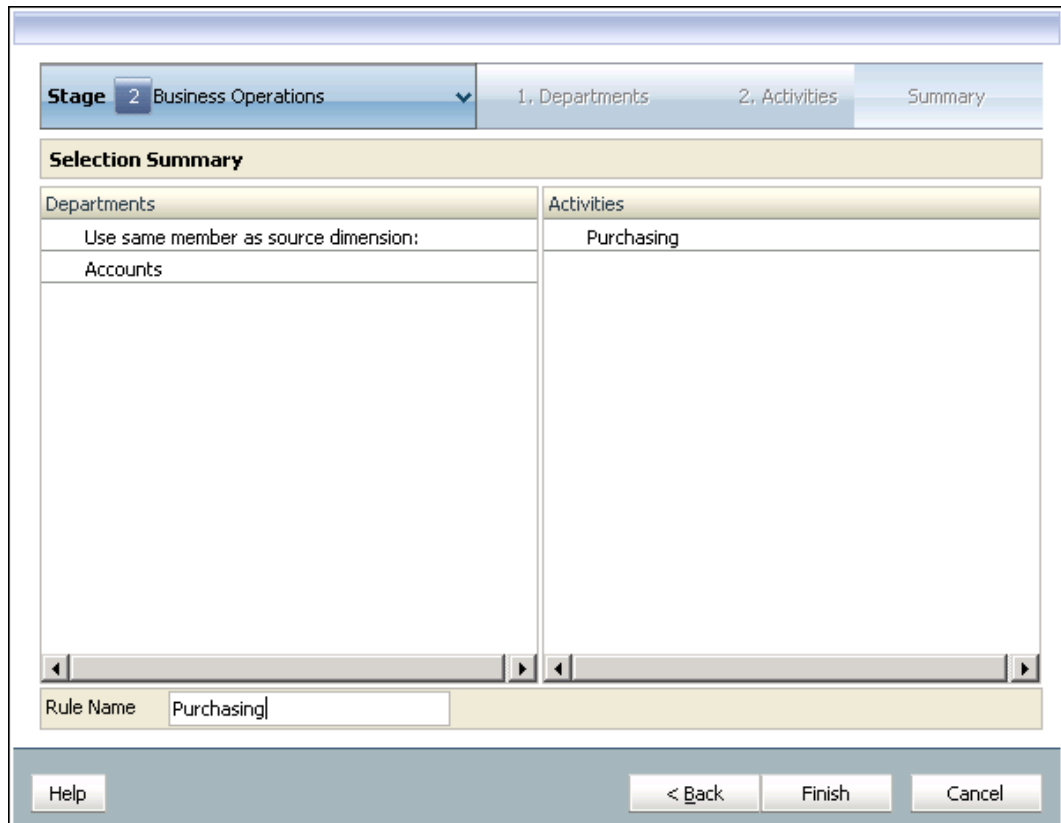 Stage 2 Business Operations 1. Departments 2. Activities Summary
Selection Summary
Departments Activities
Use same member as source dimension: Purchasing
Accounts
Rule Name Purchasing
Help < Back Finish Cancel